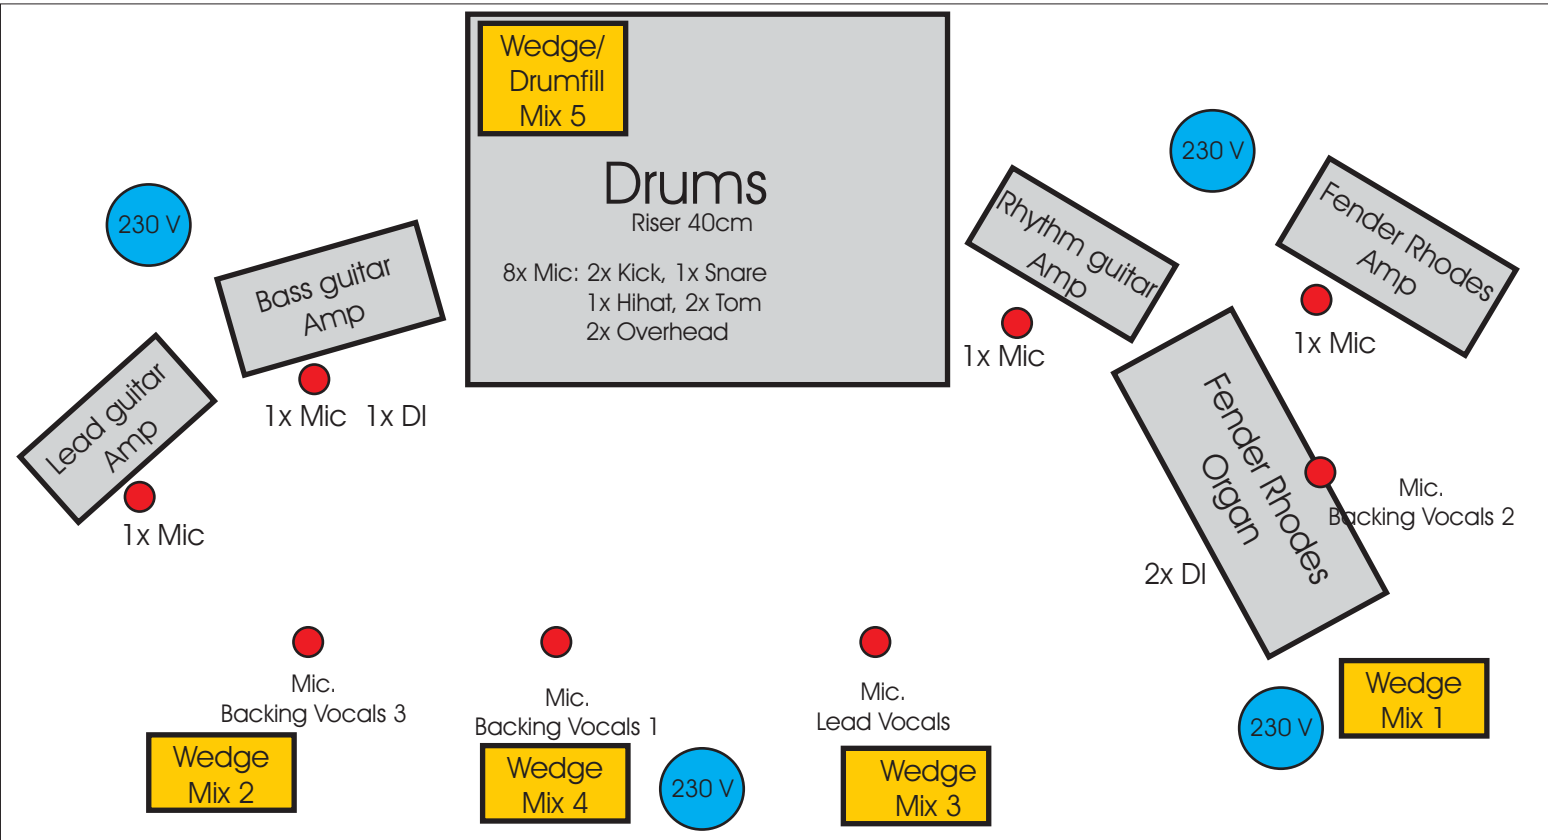 Wedge/
Drumfill
Mix 5
Drums
Riser 40cm
8x Mic: 2x Kick, 1x Snare
1x Hihat, 2x Tom
2x Overhead
230 V
Bass guitar
Amp
1x Mic 1x DI
Lead guitar
Amp
1x Mic
230 V
Rhythm guitar
Amp
1x Mic
Fender Rhodes
Amp
1x Mic
Fender Rhodes
Organ
2x DI
Mic.
Backing Vocals 2
Mic.
Backing Vocals 3
Wedge
Mix 2
Mic.
Backing Vocals 1
Wedge
Mix 4
230 V
Mic.
Lead Vocals
Wedge
Mix 3
230 V
Wedge
Mix 1